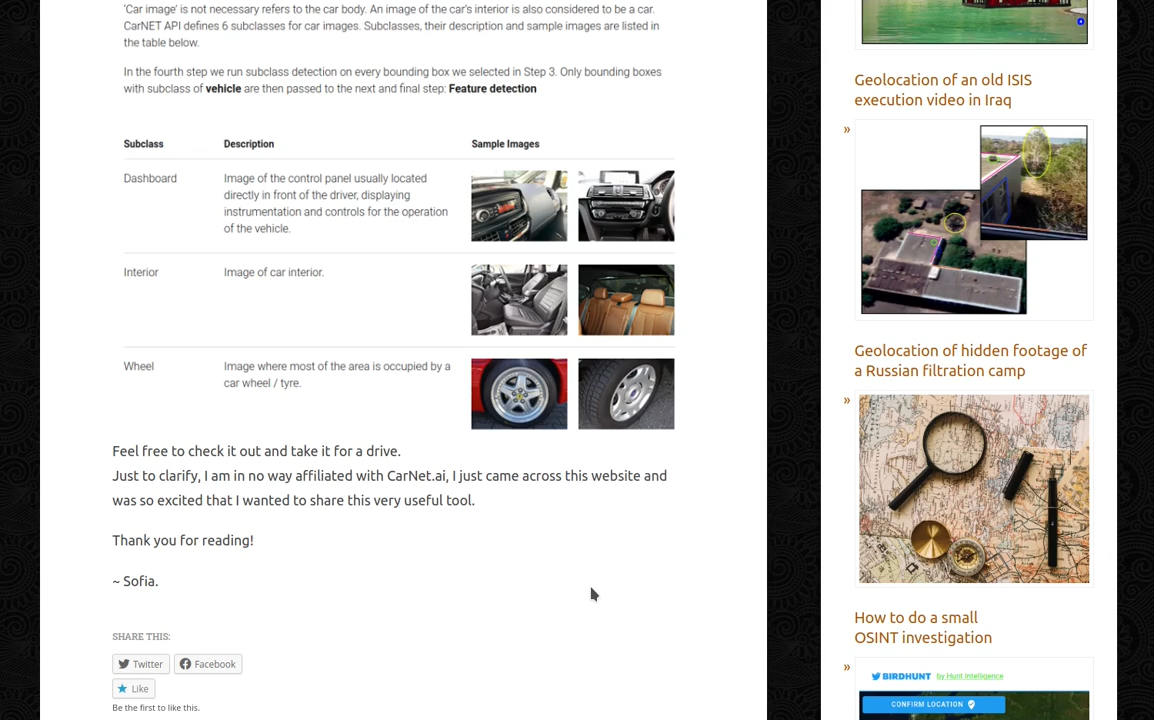 'Car image' is not necessary refers to the car body. An image of the car's interior is also considered to be a car.
CarNET API defines 6 subclasses for car images. Subclasses, their description and sample images are listed in
the table below.
In the fourth step we run subclass detection on every bounding box we selected in Step 3. Only bounding boxes
with subclass of vehicle are then passed to the next and final step: Feature detection
Subclass Description Sample Images
Dashboard Image of the control panel usually located
directly in front of the driver, displaying
instrumentation and controls for the operation
of the vehicle.
Interior Image of car interior.
Wheel Image where most of the area is occupied by a
car wheel / tyre.
Feel free to check it out and take it for a drive.
Just to clarify, I am in no way affiliated with CarNet.ai, I just came across this website and
was so excited that I wanted to share this very useful tool.
Thank you for reading!
~ Sofia.
SHARE THIS:
Twitter Facebook
Like
Be the first to like this.
Geolocation of an old ISIS
execution video in Iraq
»
Geolocation of hidden footage of
a Russian filtration camp
»
How to do a small
OSINT investigation
»
BIRDHUNT by Hunt Intelligence
CONFIRM LOCATION